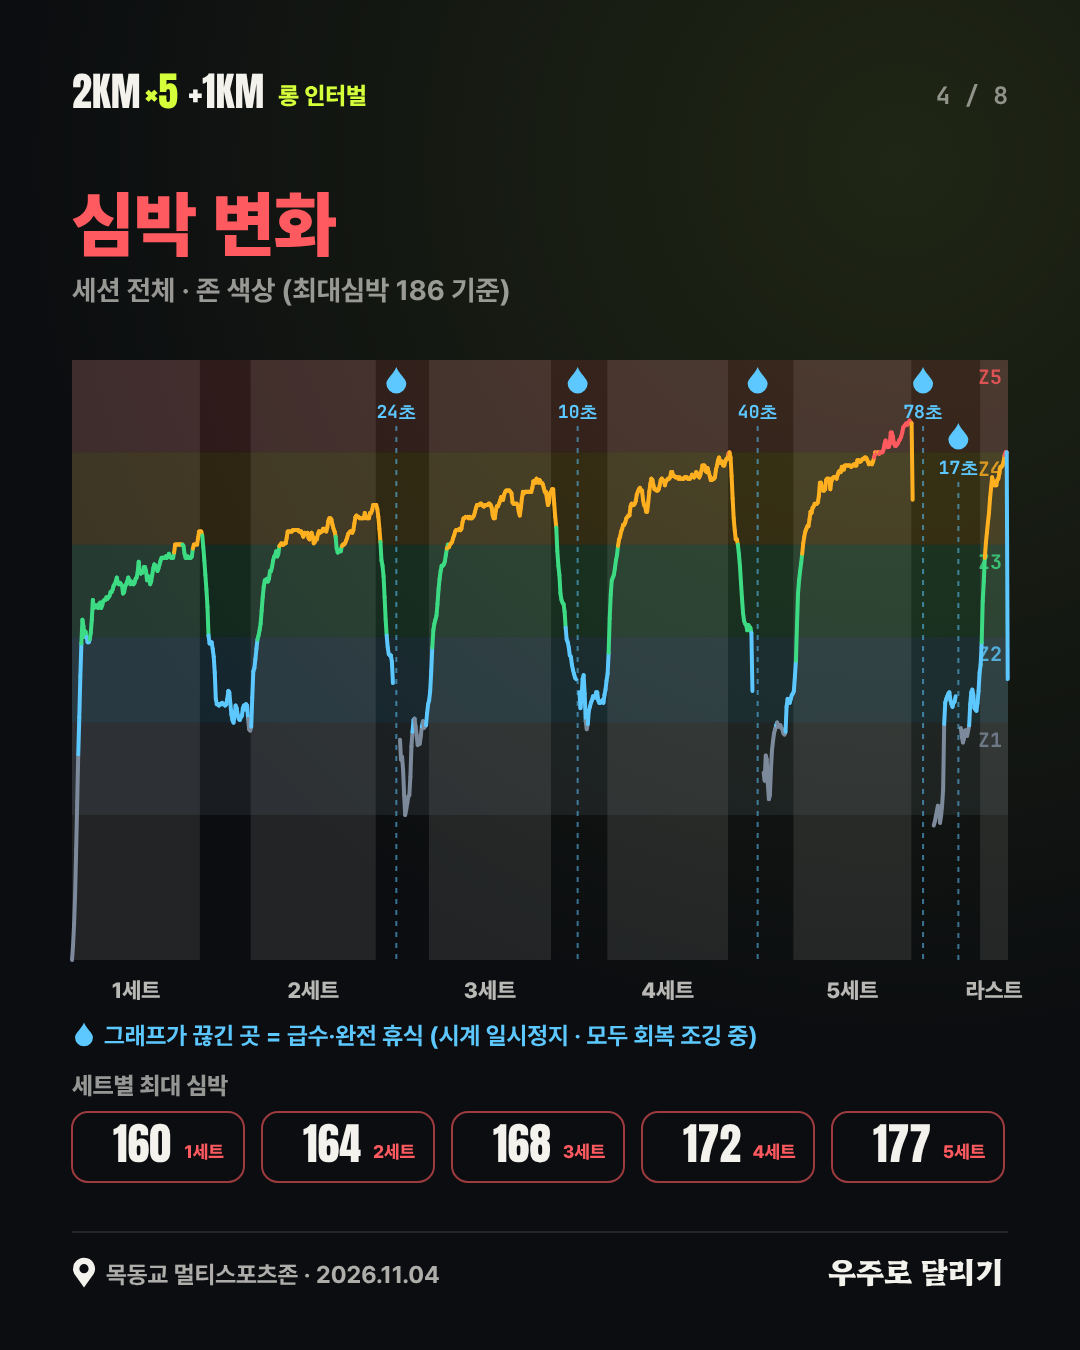 2KM×5 +1KM 롱 인터벌
4 / 8
심박 변화
세션 전체 · 존 색상 (최대심박 186 기준)
Z5
24초 10초 40초 78초
17초 Z4
Z3
Z2
Z1
1세트 2세트 3세트 4세트 5세트 라스트
그래프가 끊긴 곳 = 급수·완전 휴식 (시계 일시정지 · 모두 회복 조깅 중)
세트별 최대 심박
160 1세트 164 2세트 168 3세트 172 4세트 177 5세트
목동교 멀티스포츠존 · 2026.11.04
우주로 달리기